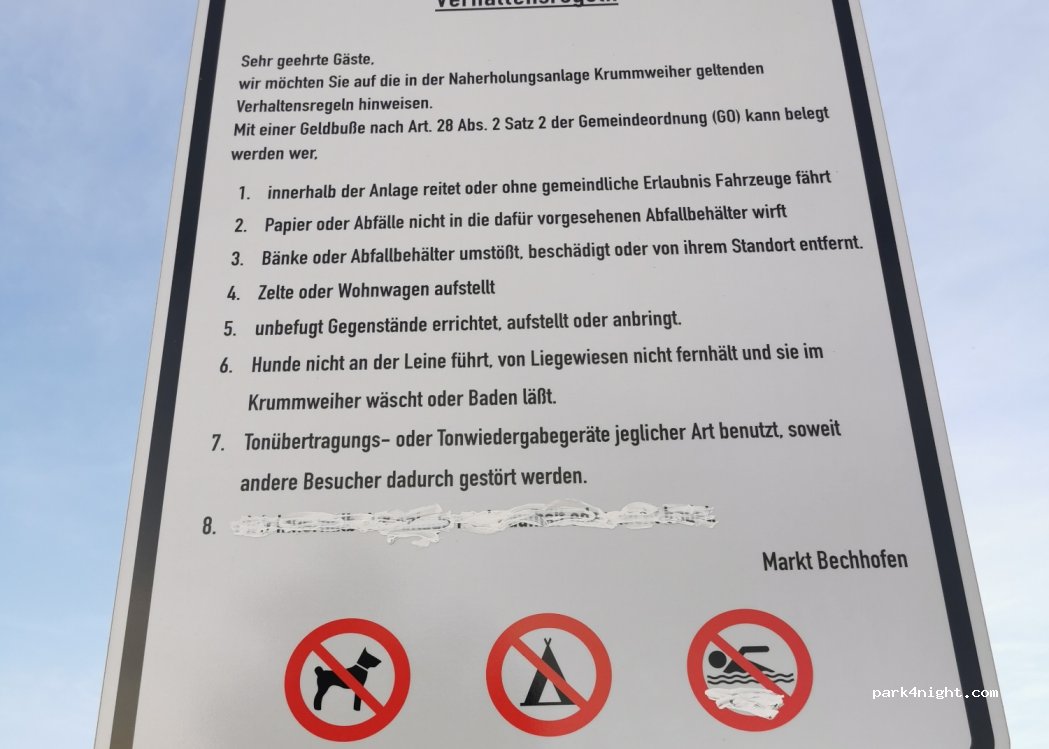 Verhaltensregeln
Sehr geehrte Gäste,
wir möchten Sie auf die in der Naherholungsanlage Krummweiher geltenden
Verhaltensregeln hinweisen.
Mit einer Geldbuße nach Art. 28 Abs. 2 Satz 2 der Gemeindeordnung (GO) kann belegt
werden wer,
1. innerhalb der Anlage reitet oder ohne gemeindliche Erlaubnis Fahrzeuge fährt
2. Papier oder Abfälle nicht in die dafür vorgesehenen Abfallbehälter wirft
3. Bänke oder Abfallbehälter umstößt, beschädigt oder von ihrem Standort entfernt.
4. Zelte oder Wohnwagen aufstellt
5. unbefugt Gegenstände errichtet, aufstellt oder anbringt.
6. Hunde nicht an der Leine führt, von Liegewiesen nicht fernhält und sie im
Krummweiher wäscht oder Baden läßt.
7. Tonübertragungs- oder Tonwiedergabegeräte jeglicher Art benutzt, soweit
andere Besucher dadurch gestört werden.
8.
Markt Bechhofen
park4night.com